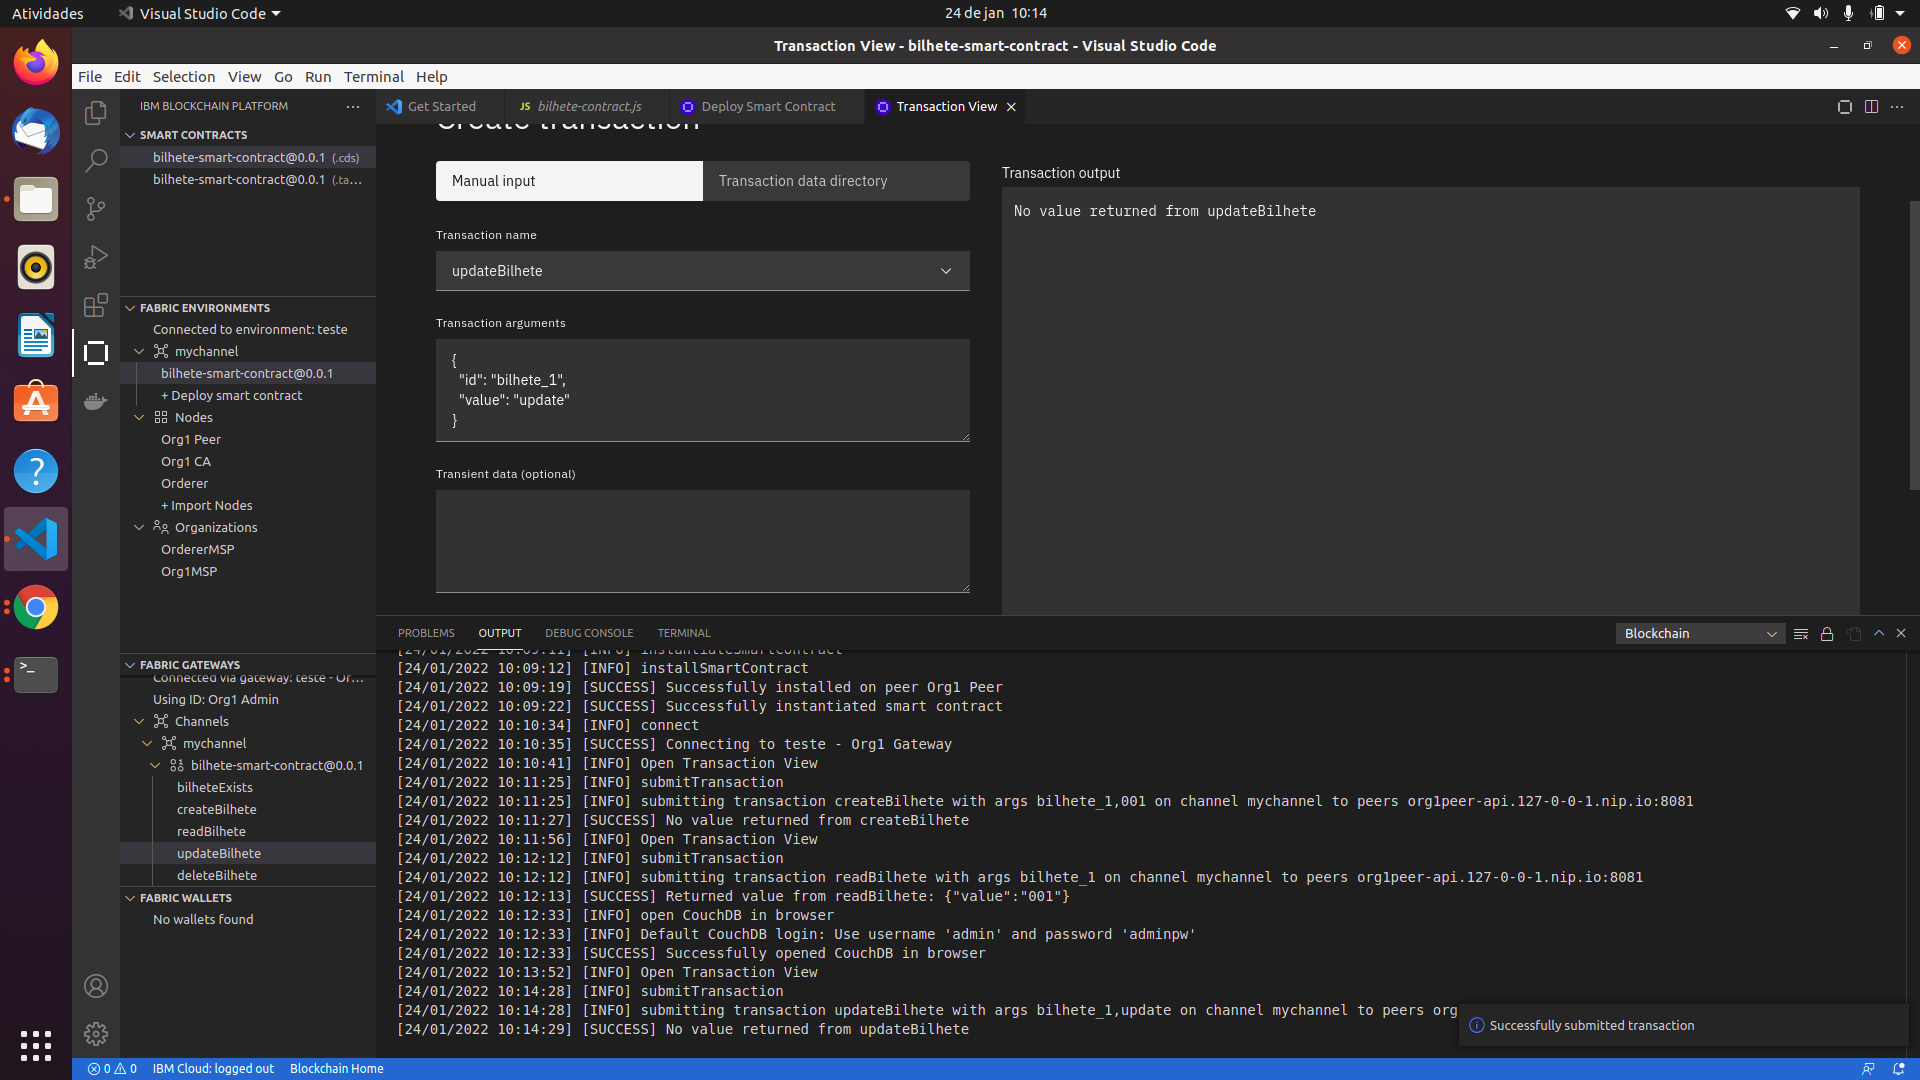 Atividades
Visual Studio Code
24 de jan 10:14
Transaction View - bilhete-smart-contract - Visual Studio Code
File Edit Selection View Go Run Terminal Help
IBM BLOCKCHAIN PLATFORM
SMART CONTRACTS
bilhete-smart-contract@0.0.1 (.cds)
bilhete-smart-contract@0.0.1 (.ta...
FABRIC ENVIRONMENTS
Connected to environment: teste
mychannel
bilhete-smart-contract@0.0.1
+ Deploy smart contract
Nodes
Org1 Peer
Org1 CA
Orderer
+ Import Nodes
Organizations
OrdererMSP
Org1MSP
FABRIC GATEWAYS
Connected via gateway: teste - Or...
Using ID: Org1 Admin
Channels
mychannel
bilhete-smart-contract@0.0.1
bilheteExists
createBilhete
readBilhete
updateBilhete
deleteBilhete
FABRIC WALLETS
No wallets found
Get Started
JS bilhete-contract.js
Deploy Smart Contract
Transaction View
Create transaction
Manual input
Transaction data directory
Transaction name
updateBilhete
Transaction arguments
{
"id": "bilhete_1",
"value": "update"
}
Transient data (optional)
Transaction output
No value returned from updateBilhete
PROBLEMS OUTPUT DEBUG CONSOLE TERMINAL
Blockchain
[24/01/2022 10:09:11] [INFO] instantiateSmartContract
[24/01/2022 10:09:12] [INFO] installSmartContract
[24/01/2022 10:09:19] [SUCCESS] Successfully installed on peer Org1 Peer
[24/01/2022 10:09:22] [SUCCESS] Successfully instantiated smart contract
[24/01/2022 10:10:34] [INFO] connect
[24/01/2022 10:10:35] [SUCCESS] Connecting to teste - Org1 Gateway
[24/01/2022 10:10:41] [INFO] Open Transaction View
[24/01/2022 10:11:25] [INFO] submitTransaction
[24/01/2022 10:11:25] [INFO] submitting transaction createBilhete with args bilhete_1,001 on channel mychannel to peers org1peer-api.127-0-0-1.nip.io:8081
[24/01/2022 10:11:27] [SUCCESS] No value returned from createBilhete
[24/01/2022 10:11:56] [INFO] Open Transaction View
[24/01/2022 10:12:12] [INFO] submitTransaction
[24/01/2022 10:12:12] [INFO] submitting transaction readBilhete with args bilhete_1 on channel mychannel to peers org1peer-api.127-0-0-1.nip.io:8081
[24/01/2022 10:12:13] [SUCCESS] Returned value from readBilhete: {"value":"001"}
[24/01/2022 10:12:33] [INFO] open CouchDB in browser
[24/01/2022 10:12:33] [INFO] Default CouchDB login: Use username 'admin' and password 'adminpw'
[24/01/2022 10:12:33] [SUCCESS] Successfully opened CouchDB in browser
[24/01/2022 10:13:52] [INFO] Open Transaction View
[24/01/2022 10:14:28] [INFO] submitTransaction
[24/01/2022 10:14:28] [INFO] submitting transaction updateBilhete with args bilhete_1,update on channel mychannel to peers org
[24/01/2022 10:14:29] [SUCCESS] No value returned from updateBilhete
Successfully submitted transaction
0 0 IBM Cloud: logged out Blockchain Home